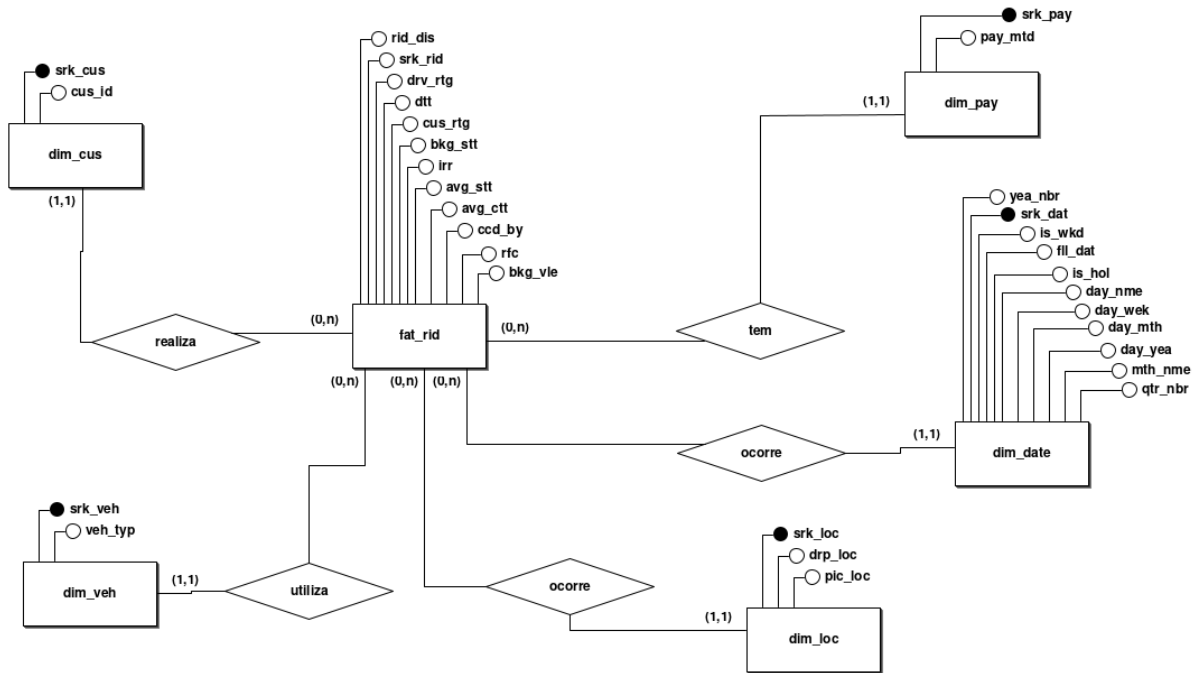 srk_pay
pay_mtd
(1,1)
dim_pay
rid_dis
srk_rid
drv_rtg
dtt
cus_rtg
bkg_stt
irr
avg_stt
avg_ctt
ccd_by
rfc
bkg_vle
srk_cus
cus_id
dim_cus
(1,1)
realiza
(0,n)
fat_rid
(0,n)
tem
(0,n)
(0,n)
(0,n)
yea_nbr
srk_dat
is_wkd
fll_dat
is_hol
day_nme
day_wek
day_mth
day_yea
mth_nme
qtr_nbr
ocorre
(1,1)
dim_date
srk_veh
veh_typ
dim_veh
(1,1)
utiliza
ocorre
srk_loc
drp_loc
pic_loc
(1,1)
dim_loc